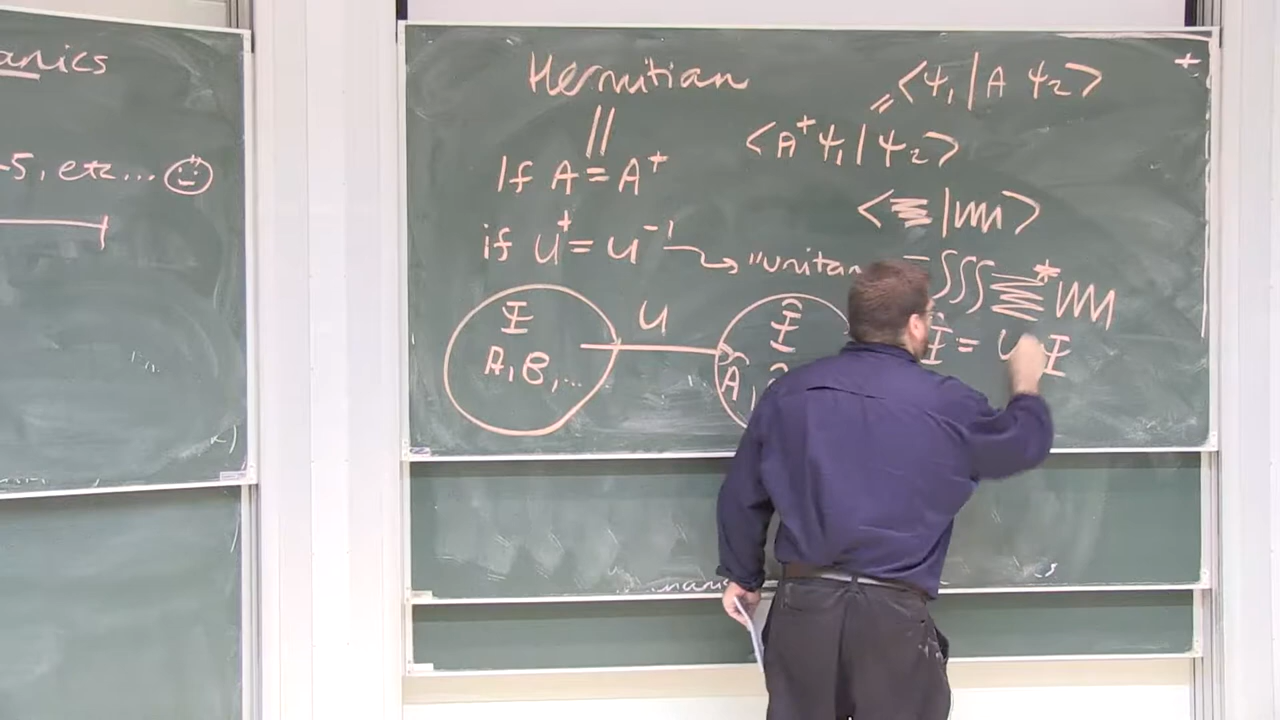 anics
-5, etc...
Hermitian
||
If A = A⁺
if U⁺ = U⁻¹ → "unitar
Ψ
A, B, ...
U
Ψ̂
Â
<ψ₁|A ψ₂>
=
<A⁺ψ₁|ψ₂>
< | >
= ∫∫∫ *
Ψ̂ = U Ψ